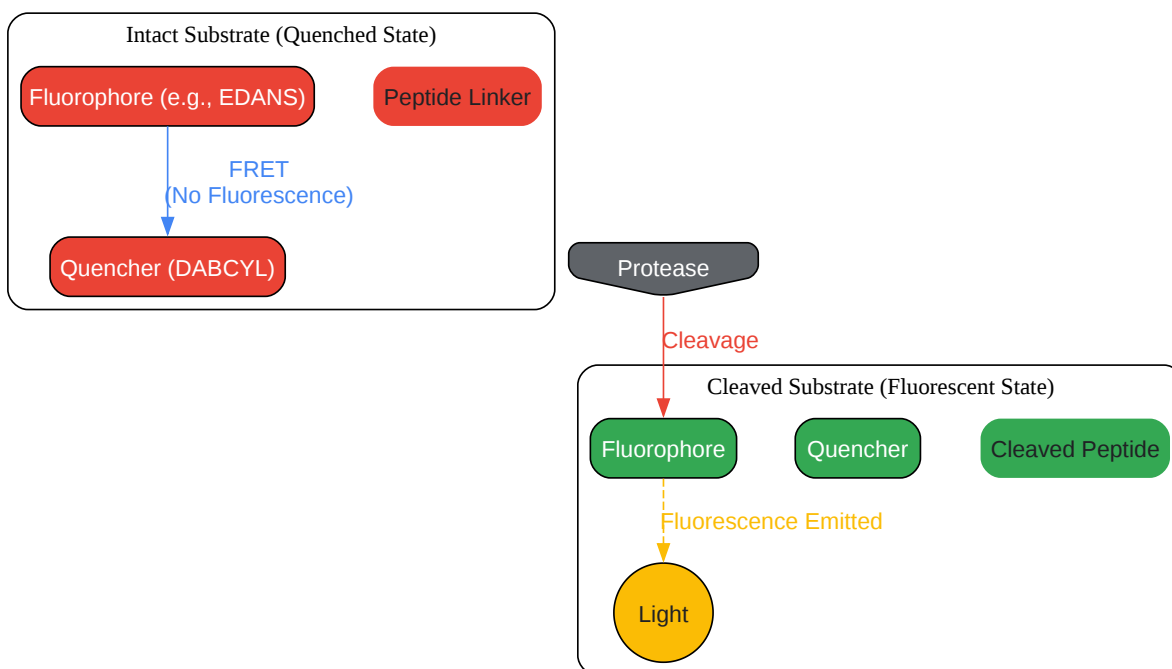 Intact Substrate (Quenched State)
Fluorophore (e.g., EDANS)
Peptide Linker
FRET
(No Fluorescence)
Quencher (DABCYL)
Protease
Cleavage
Cleaved Substrate (Fluorescent State)
Fluorophore
Quencher
Cleaved Peptide
Fluorescence Emitted
Light